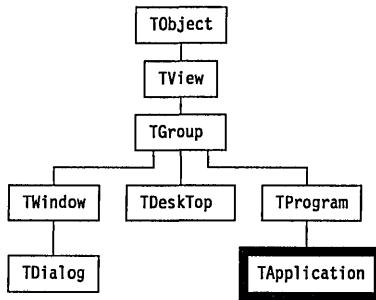 TObject
TView
TGroup
TWindow TDeskTop TProgram
TDialog TApplication